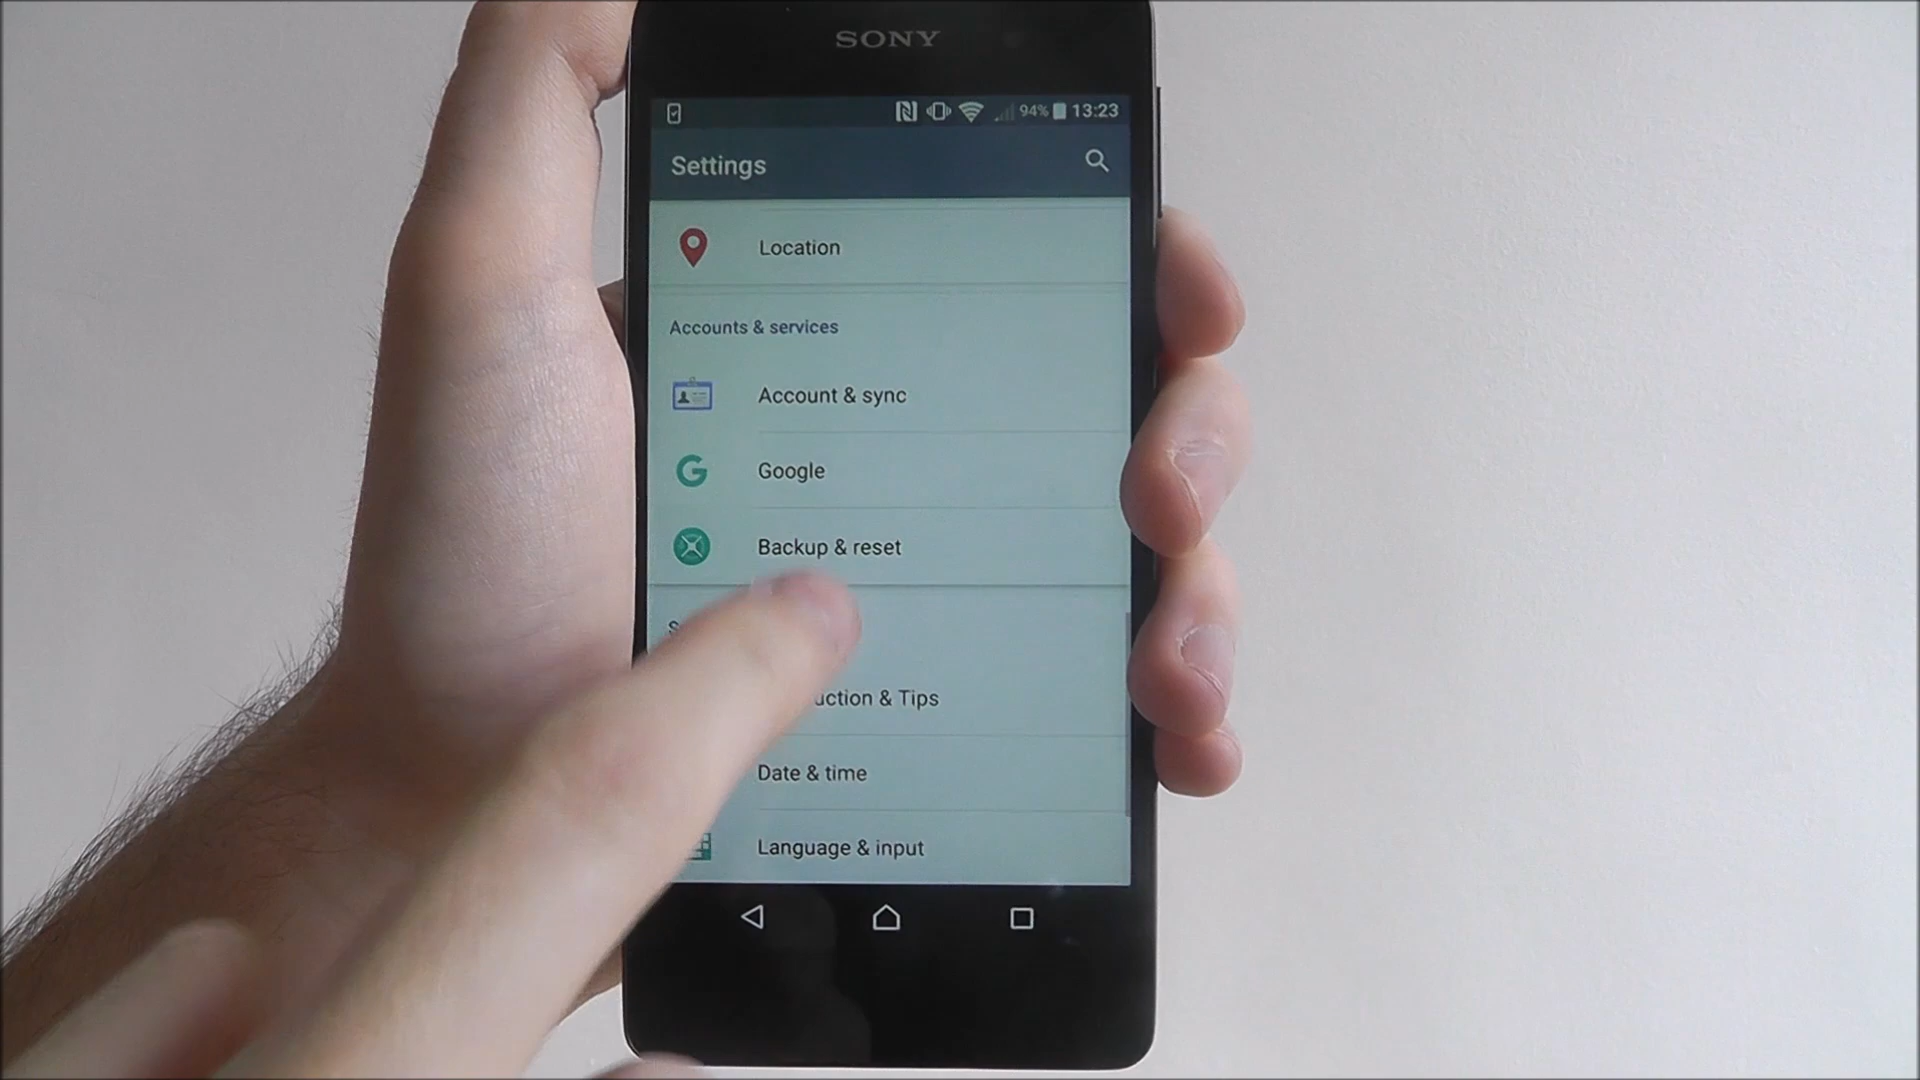 SONY
94% 13:23
Settings
Location
Accounts & services
Account & sync
Google
Backup & reset
uction & Tips
Date & time
Language & input